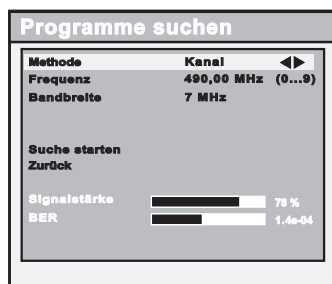 Programme suchen
Methode Kanal
Frequenz 490,00 MHz (0...9)
Bandbreite 7 MHz
Suche starten
Zurück
Signalstärke 78 %
BER 1.4e-04